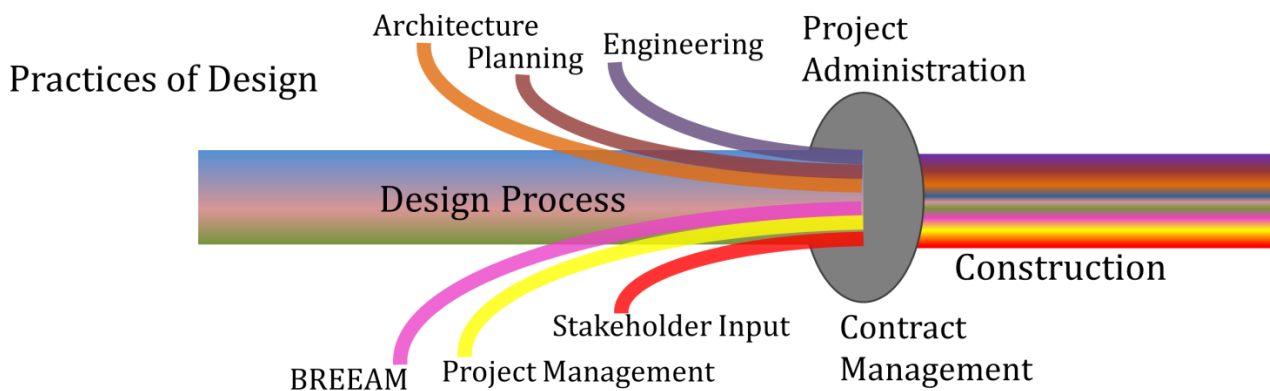 Practices of Design
Architecture
Planning
Engineering
Project
Administration
Design Process
Construction
Stakeholder Input
Project Management
BREEAM
Contract
Management